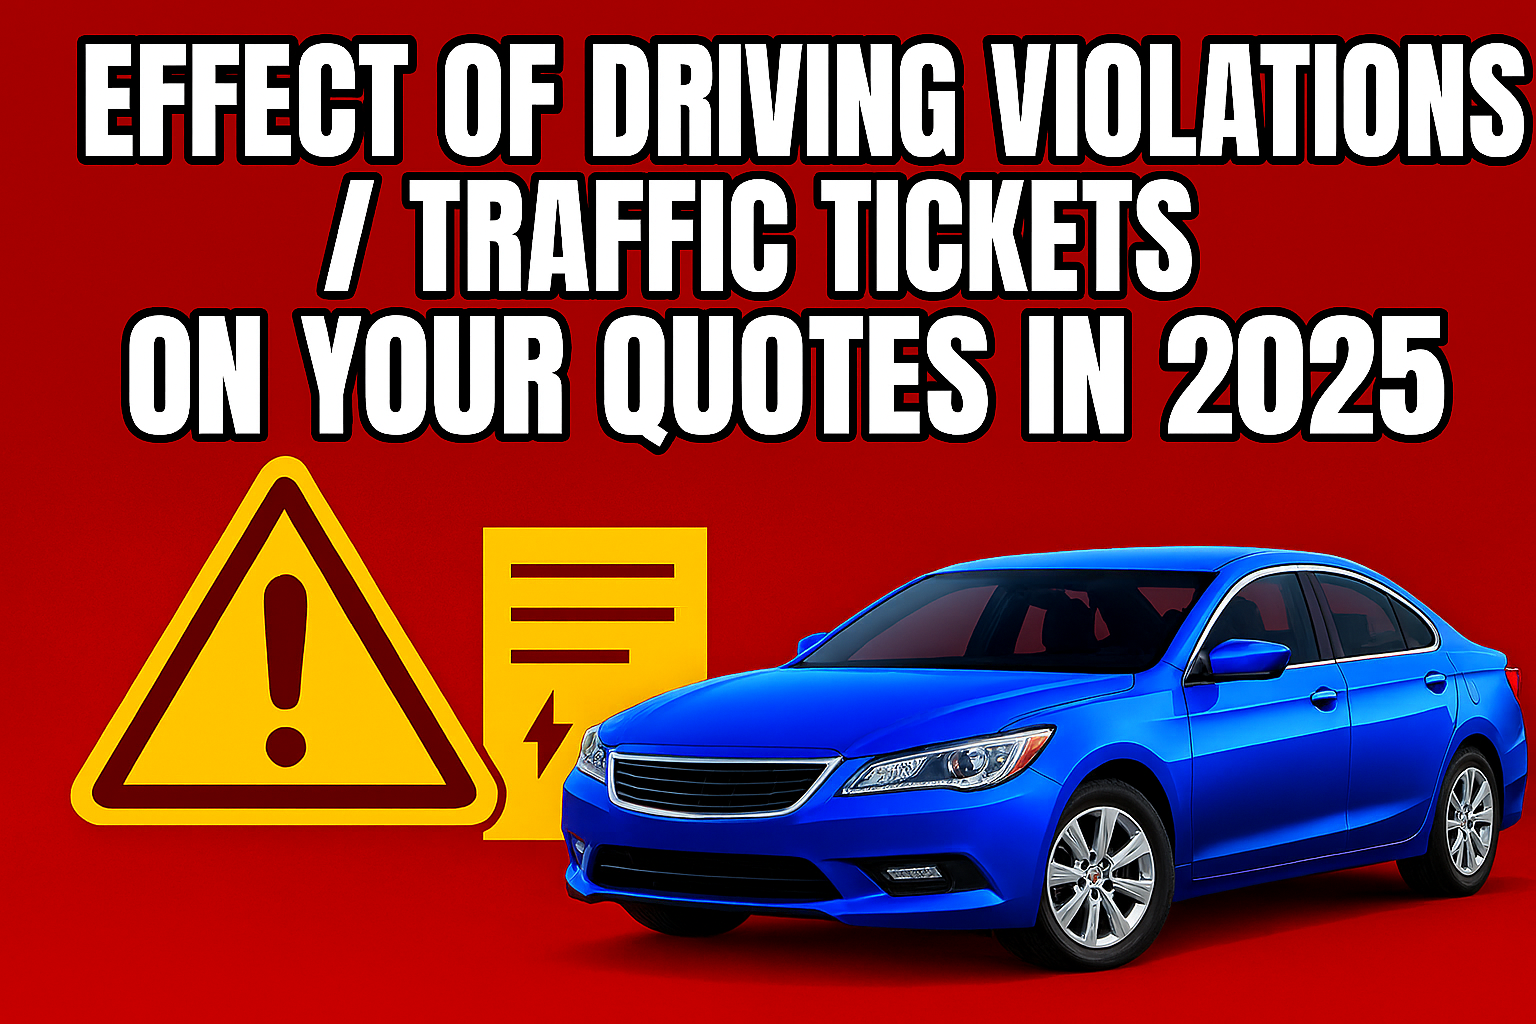 EFFECT OF DRIVING VIOLATIONS
/ TRAFFIC TICKETS
ON YOUR QUOTES IN 2025